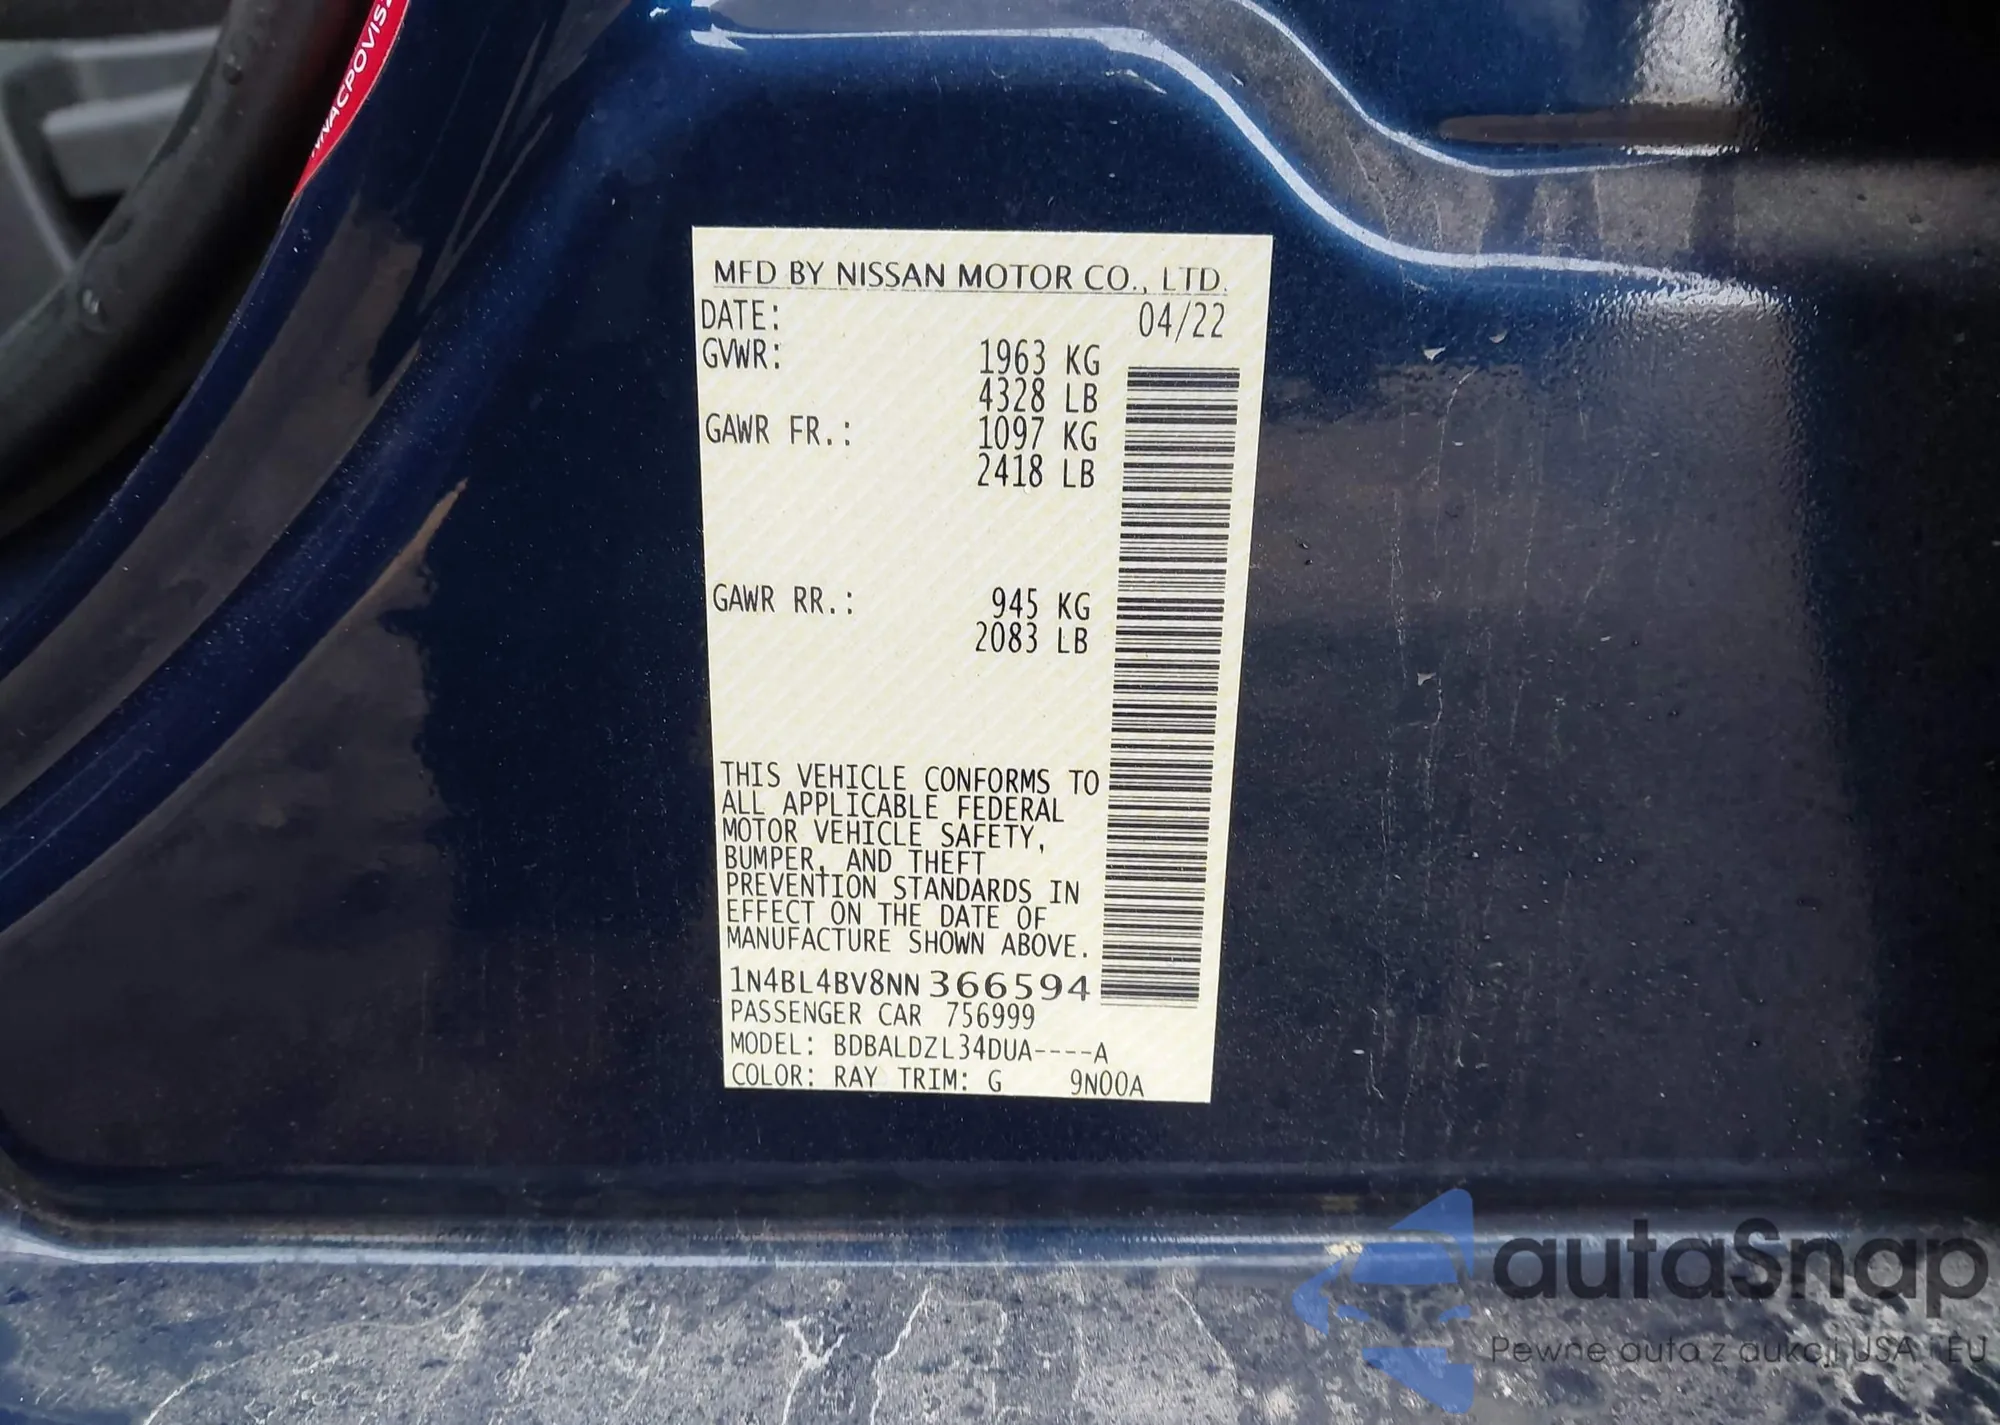 MFD BY NISSAN MOTOR CO., LTD.
DATE: 04/22
GVWR: 1963 KG
4328 LB
GAWR FR.: 1097 KG
2418 LB
GAWR RR.: 945 KG
2083 LB
THIS VEHICLE CONFORMS TO
ALL APPLICABLE FEDERAL
MOTOR VEHICLE SAFETY,
BUMPER, AND THEFT
PREVENTION STANDARDS IN
EFFECT ON THE DATE OF
MANUFACTURE SHOWN ABOVE.
1N4BL4BV8NN366594
PASSENGER CAR 756999
MODEL: BDBALDZL34DUA----A
COLOR: RAY TRIM: G 9N00A
autaSnap
Pewne auta z aukcji USA i EU